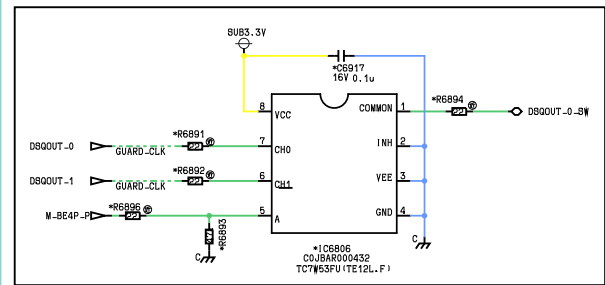 SUB3.3V
*C6917
16V 0.1u
8 VCC
COMMON 1
*R6894
22
DSQOUT-0-SW
DSQOUT-0
GUARD-CLK
*R6891
22
7 CH0
INH 2
DSQOUT-1
GUARD-CLK
*R6892
22
6 CH1
VEE 3
M-BE4P-P
*R6896
22
5 A
GND 4
*R6893
C
C
*IC6806
C0JBAR000432
TC7W53FU(TE12L.F)